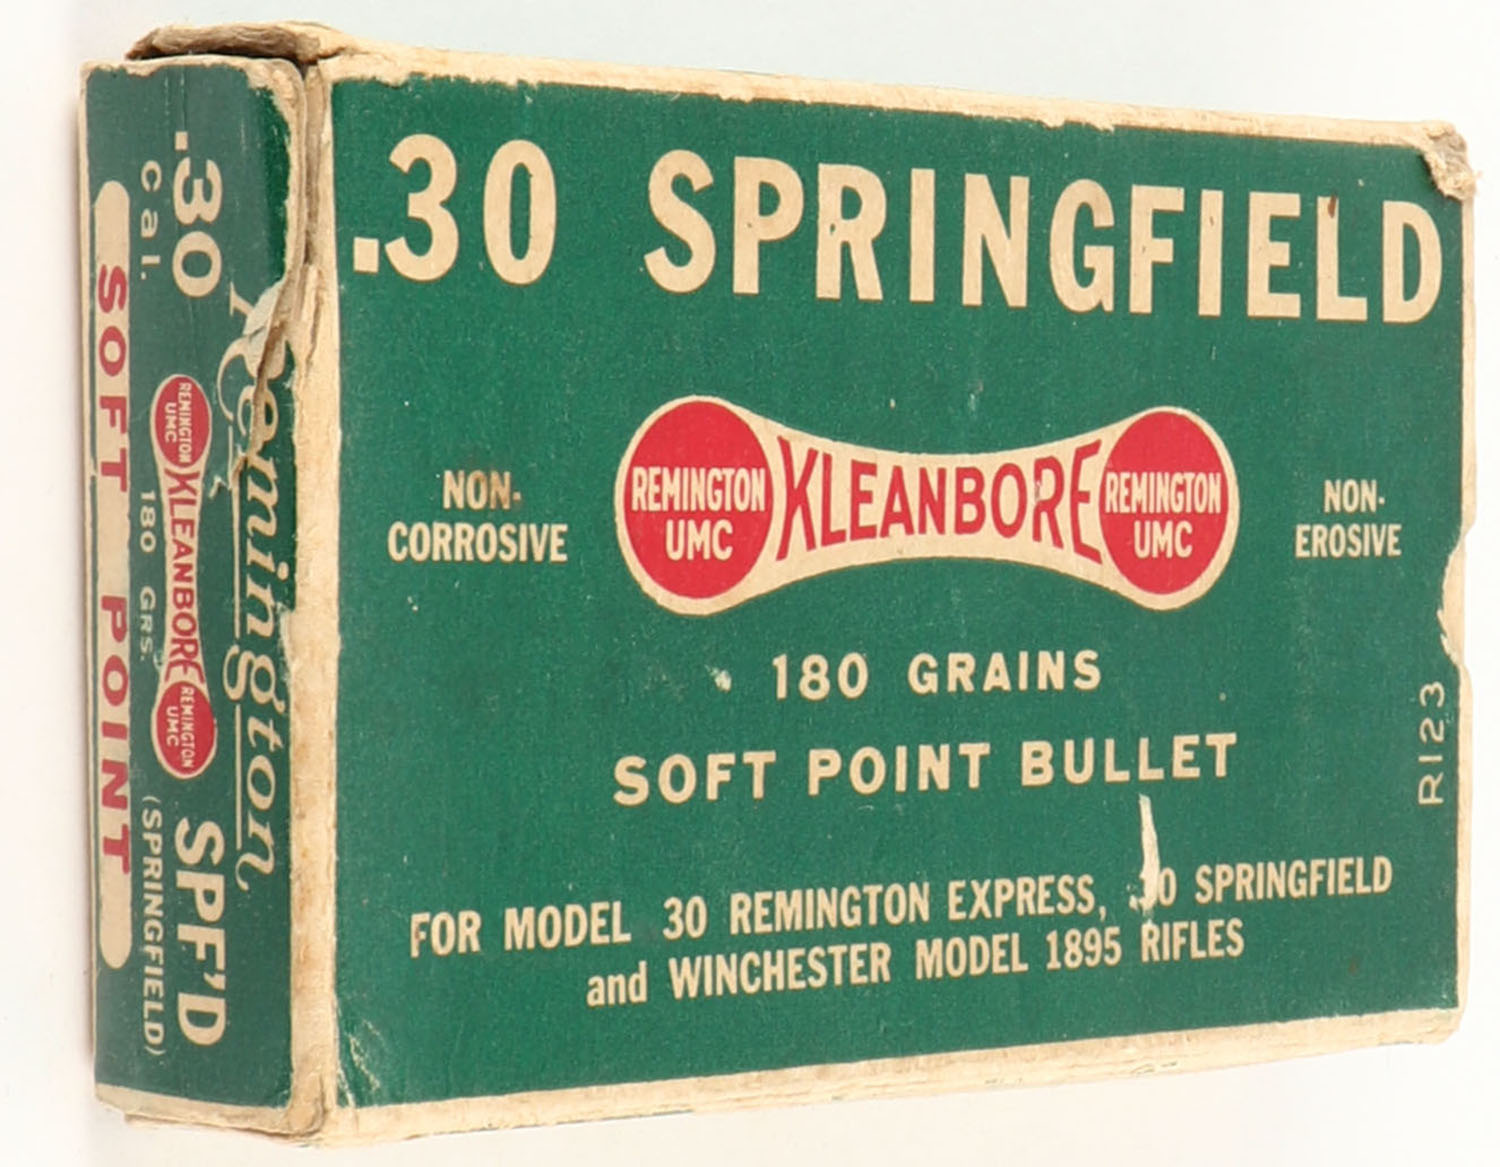 .30 SPRINGFIELD
NON-
CORROSIVE
REMINGTON
UMC
KLEANBORE
REMINGTON
UMC
NON-
EROSIVE
180 GRAINS
SOFT POINT BULLET
R123
FOR MODEL 30 REMINGTON EXPRESS, .30 SPRINGFIELD
and WINCHESTER MODEL 1895 RIFLES
Remington
.30
REMINGTON
UMC
KLEANBORE
REMINGTON
UMC
SPF'D
Cal.
180 GRS.
(SPRINGFIELD)
SOFT POINT